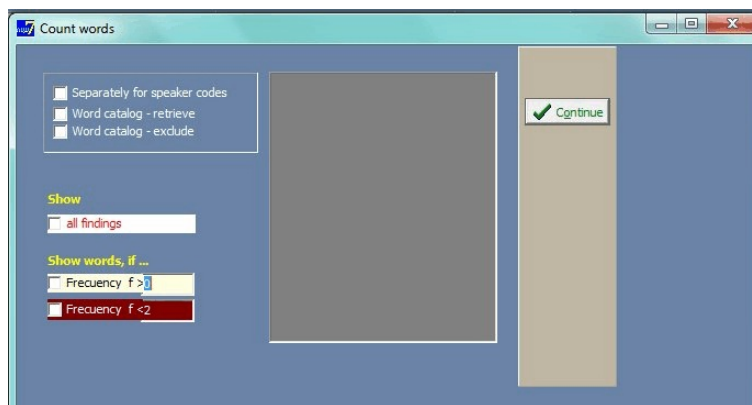 Count words
Separately for speaker codes
Word catalog - retrieve
Word catalog - exclude
Continue
Show
all findings
Show words, if ...
Frecuency f >0
Frecuency f <2